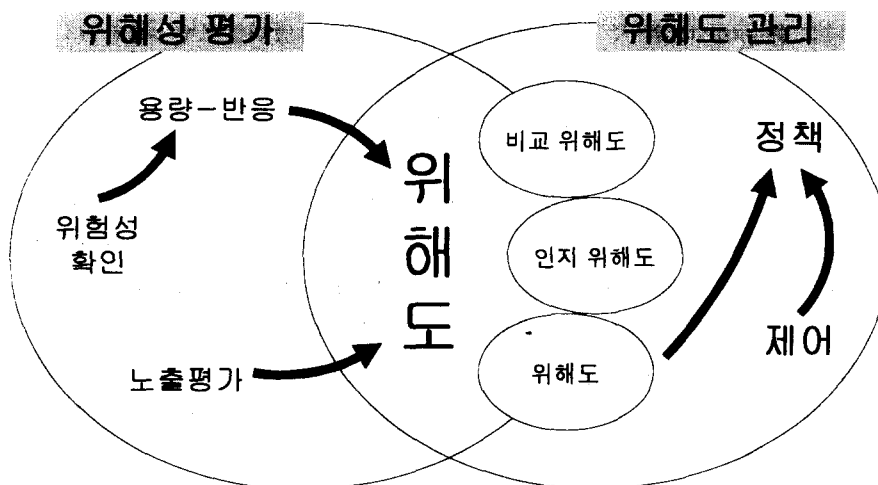 위해성 평가
위해도 관리
용량-반응
위험성
확인
노출평가
위
해
도
비교 위해도
인지 위해도
위해도
정책
제어